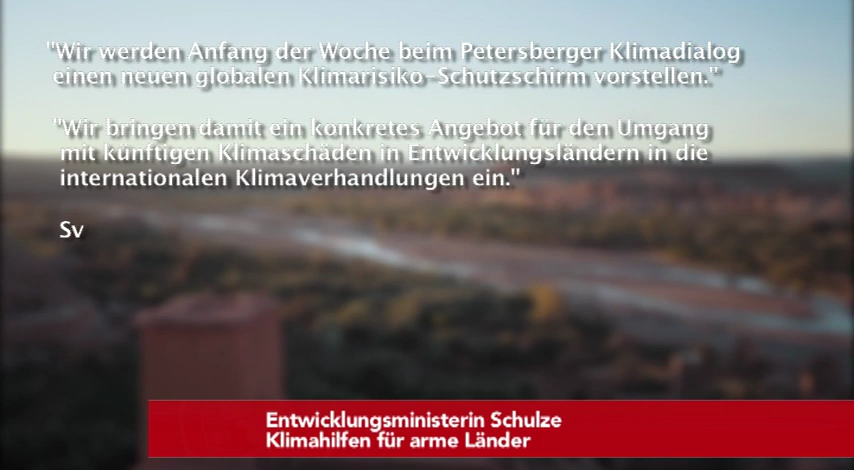 "Wir werden Anfang der Woche beim Petersberger Klimadialog
einen neuen globalen Klimarisiko-Schutzschirm vorstellen."
"Wir bringen damit ein konkretes Angebot für den Umgang
mit künftigen Klimaschäden in Entwicklungsländern in die
internationalen Klimaverhandlungen ein."
Sv
Entwicklungsministerin Schulze
Klimahilfen für arme Länder